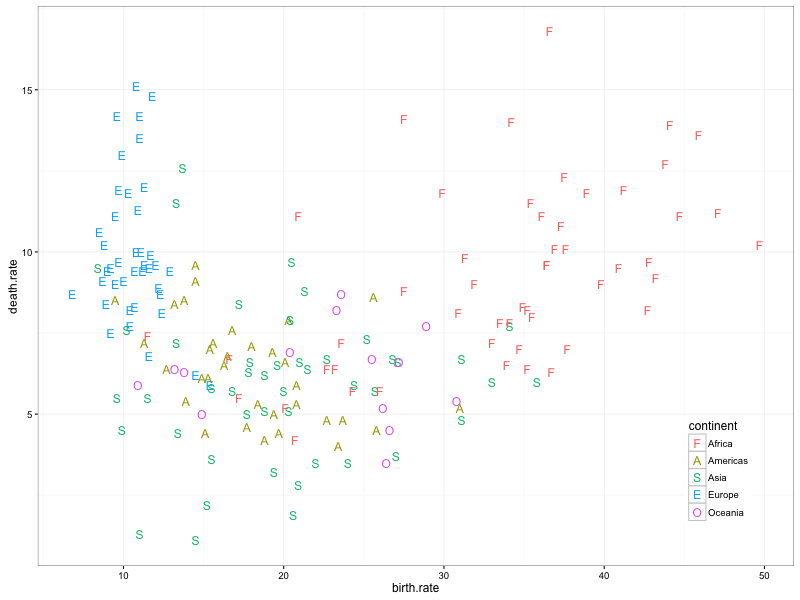 death.rate
15
10
5
10
20
30
40
50
birth.rate
continent
F Africa
A Americas
S Asia
E Europe
O Oceania